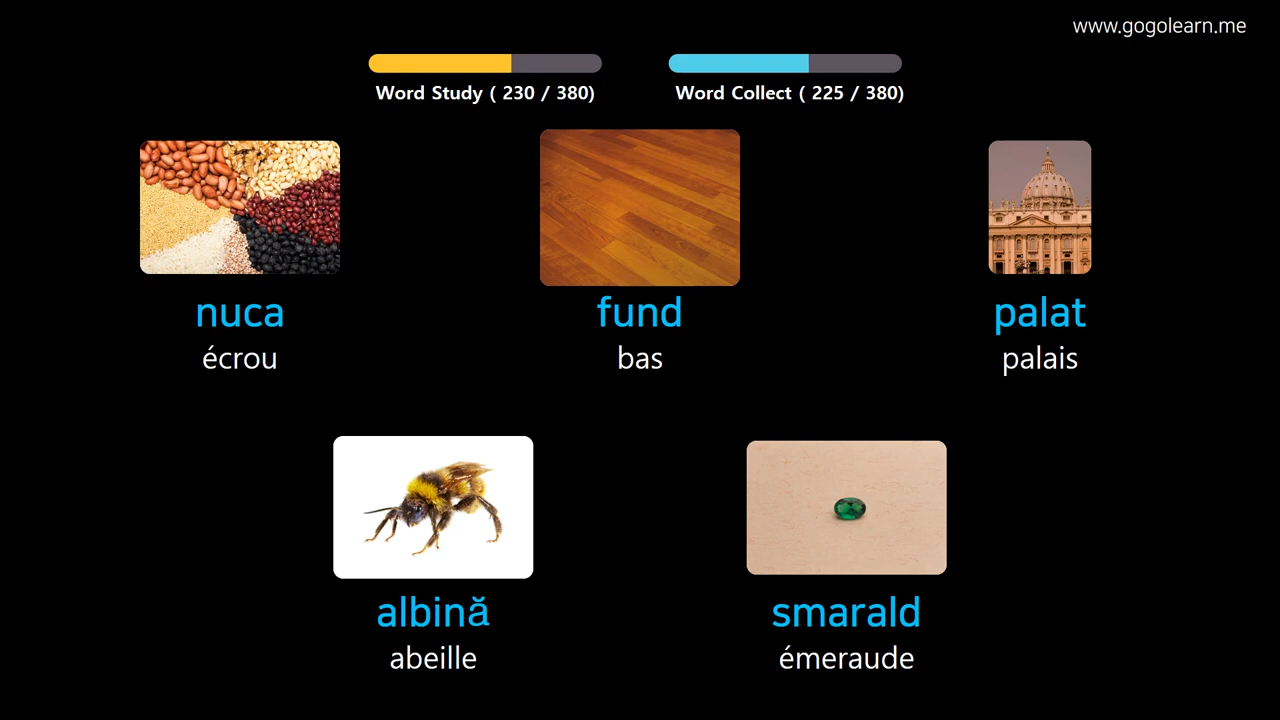 www.gogolearn.me
Word Study ( 230 / 380)
Word Collect ( 225 / 380)
nuca
écrou
fund
bas
palat
palais
albină
abeille
smarald
émeraude